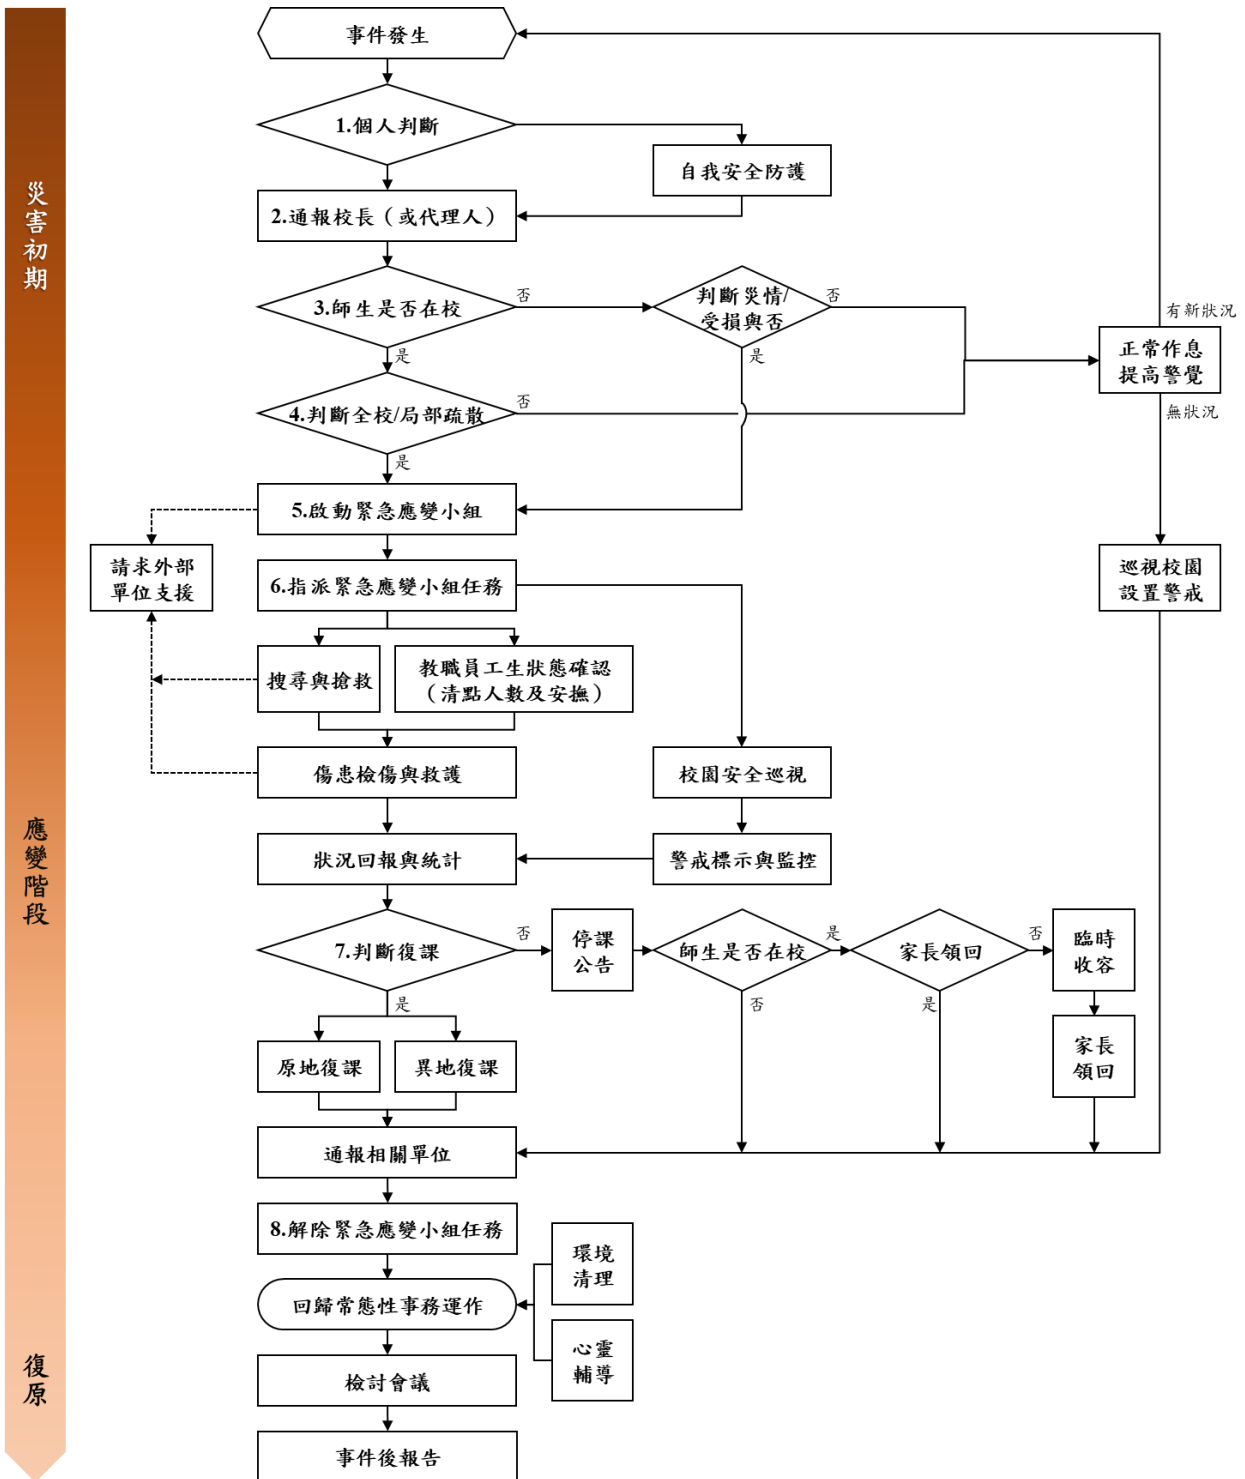 事件發生
1.個人判斷
自我安全防護
災害初期
2.通報校長（或代理人）
3.師生是否在校
否
判斷災情/
受損與否
否
有新狀況
是
是
正常作息
提高警覺
4.判斷全校/局部疏散
否
無狀況
是
5.啟動緊急應變小組
請求外部
單位支援
6.指派緊急應變小組任務
巡視校園
設置警戒
搜尋與搶救
教職員工生狀態確認
（清點人數及安撫）
傷患檢傷與救護
校園安全巡視
應變階段
狀況回報與統計
警戒標示與監控
7.判斷復課
否
停課
公告
師生是否在校
是
家長領回
否
臨時
收容
是
否
是
原地復課
異地復課
家長
領回
通報相關單位
8.解除緊急應變小組任務
環境
清理
回歸常態性事務運作
心靈
輔導
復原
檢討會議
事件後報告